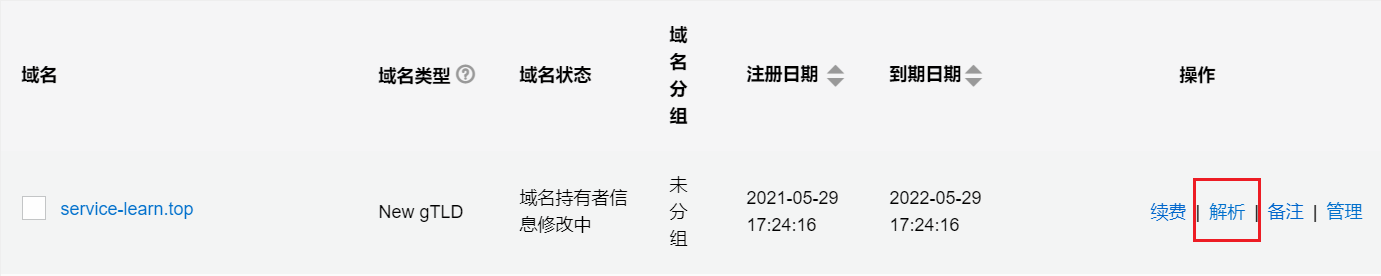 域名 域名类型 ? 域名状态 域名分组 注册日期 到期日期 操作
service-learn.top New gTLD 域名持有者信息修改中 未分组 2021-05-29 17:24:16 2022-05-29 17:24:16 续费 | 解析 | 备注 | 管理